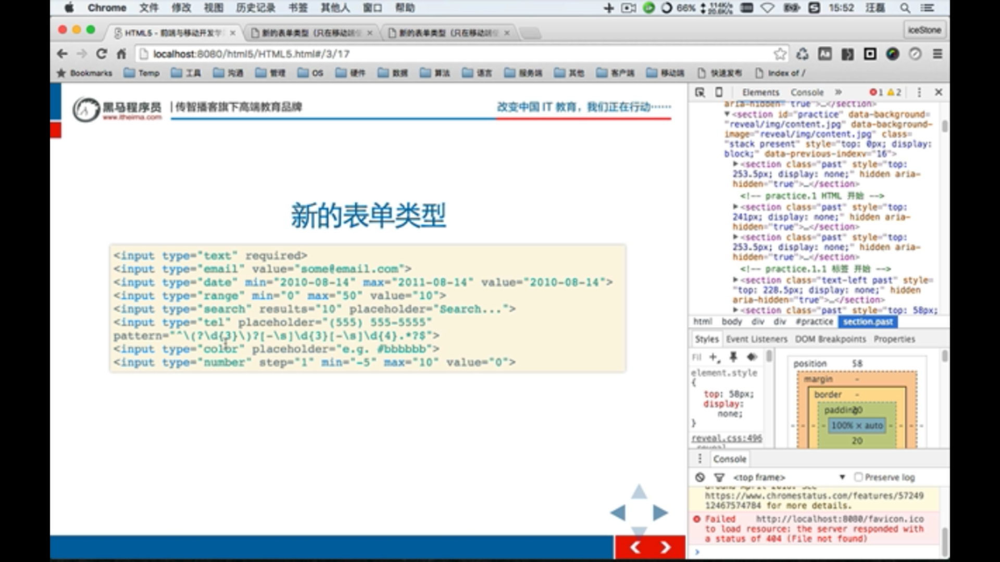 Chrome 文件 修改 视图 历史记录 书签 其他人 窗口 帮助 66% 114K/s 20.6K/s 15:52 汪磊
HTML5 - 前端与移动开发学 新的表单类型（只在移动端 新的表单类型（只在移动端 iceStone
localhost:8080/html5/HTML5.html#/3/17
Bookmarks Temp 工具 沟通 管理 OS 硬件 数据 算法 语言 服务端 其他 客户端 移动端 快速发布 Index of /
黑马程序员 | 传智播客旗下高端教育品牌
www.itheima.com
改变中国 IT 教育，我们正在行动……
新的表单类型
<input type="text" required>
<input type="email" value="some@email.com">
<input type="date" min="2010-08-14" max="2011-08-14" value="2010-08-14">
<input type="range" min="0" max="50" value="10">
<input type="search" results="10" placeholder="Search...">
<input type="tel" placeholder="(555) 555-5555"
pattern="^\(?\d{3}\)?[-\s]\d{3}[-\s]\d{4}.*?$">
<input type="color" placeholder="e.g. #bbbbbb">
<input type="number" step="1" min="-5" max="10" value="0">
Elements Console » 1 2
aria-hidden="true">…</section>
▼<section id="practice" data-background=
"reveal/img/content.jpg" data-background-
image="reveal/img/content.jpg" class=
"stack present" style="top: 0px; display:
block;" data-previous-indexv="16">
▶<section class="past" style="top:
253.5px; display: none;" hidden aria-
hidden="true">…</section>
<!-- practice.1 HTML 开始 -->
▶<section class="past" style="top:
241px; display: none;" hidden aria-
hidden="true">…</section>
▶<section class="past" style="top:
253.5px; display: none;" hidden aria-
hidden="true">…</section>
<!-- practice.1.1 标签 开始 -->
▶<section class="text-left past" style=
"top: 228.5px; display: none;" hidden
aria-hidden="true">…</section>
▶<section class="past" style="top: 58px;
html body div div #practice section.past
Styles Event Listeners DOM Breakpoints Properties
Fil
element.style
{
top: 58px;
display:
none;
}
reveal.css:496
.reveal
position 58
margin -
border -
padding 20
- - - - 100% × auto - - - -
20
Console
<top frame> ▼ Preserve log
around April 2016. See
https://www.chromestatus.com/features/57249
12467574784 for more details.
Failed http://localhost:8080/favicon.ico
to load resource: the server responded with
a status of 404 (File not found)